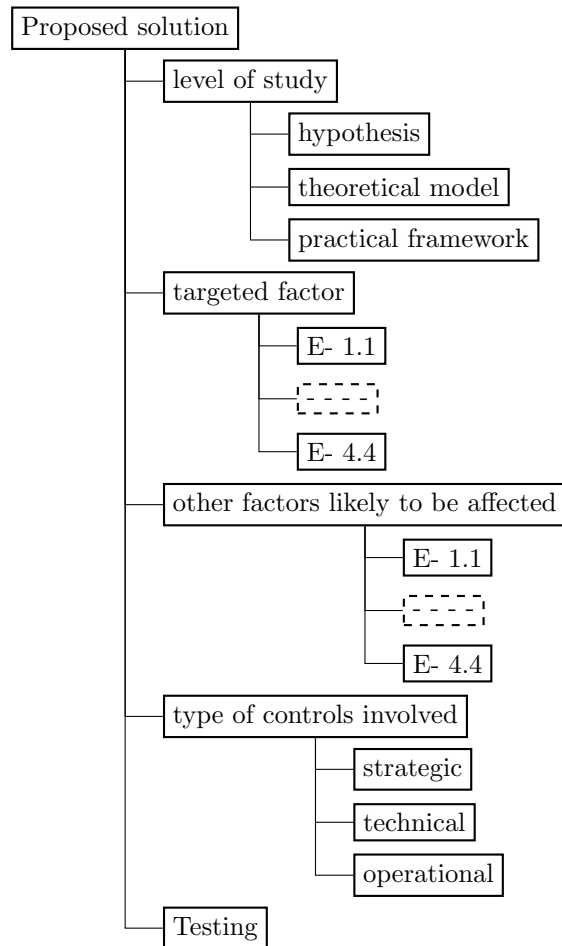 Proposed solution
level of study
hypothesis
theoretical model
practical framework
targeted factor
E- 1.1
- - - -
E- 4.4
other factors likely to be affected
E- 1.1
- - - -
E- 4.4
type of controls involved
strategic
technical
operational
Testing